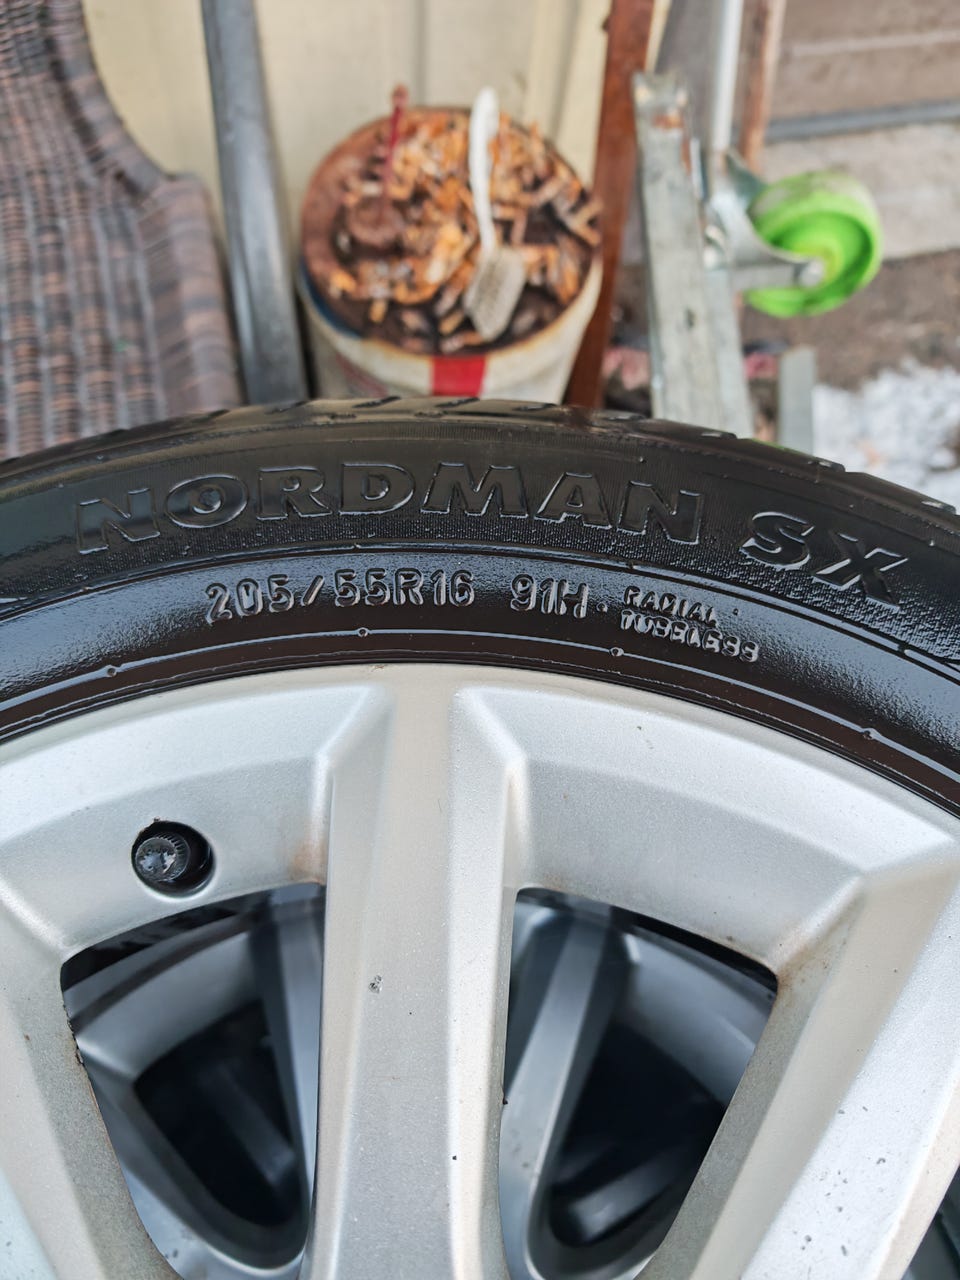 NORDMAN SX
205/55R16 91H · RADIAL
TUBELESS